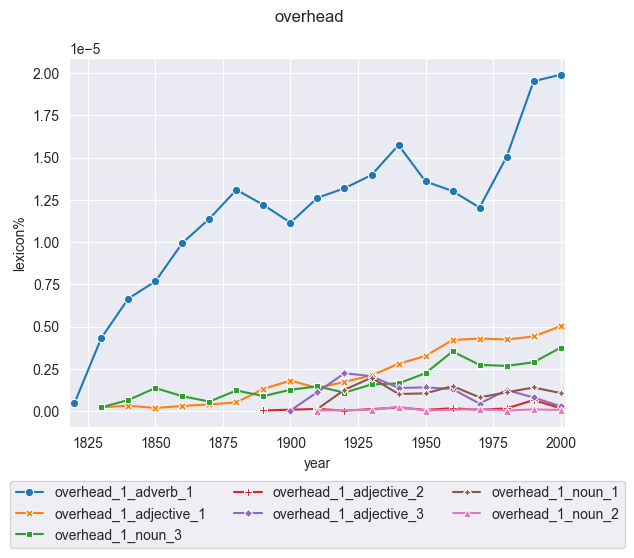 overhead
1e−5
2.00
1.75
1.50
1.25
1.00
0.75
0.50
0.25
0.00
lexicon%
1825 1850 1875 1900 1925 1950 1975 2000
year
overhead_1_adverb_1 overhead_1_adjective_2 overhead_1_noun_1
overhead_1_adjective_1 overhead_1_adjective_3 overhead_1_noun_2
overhead_1_noun_3